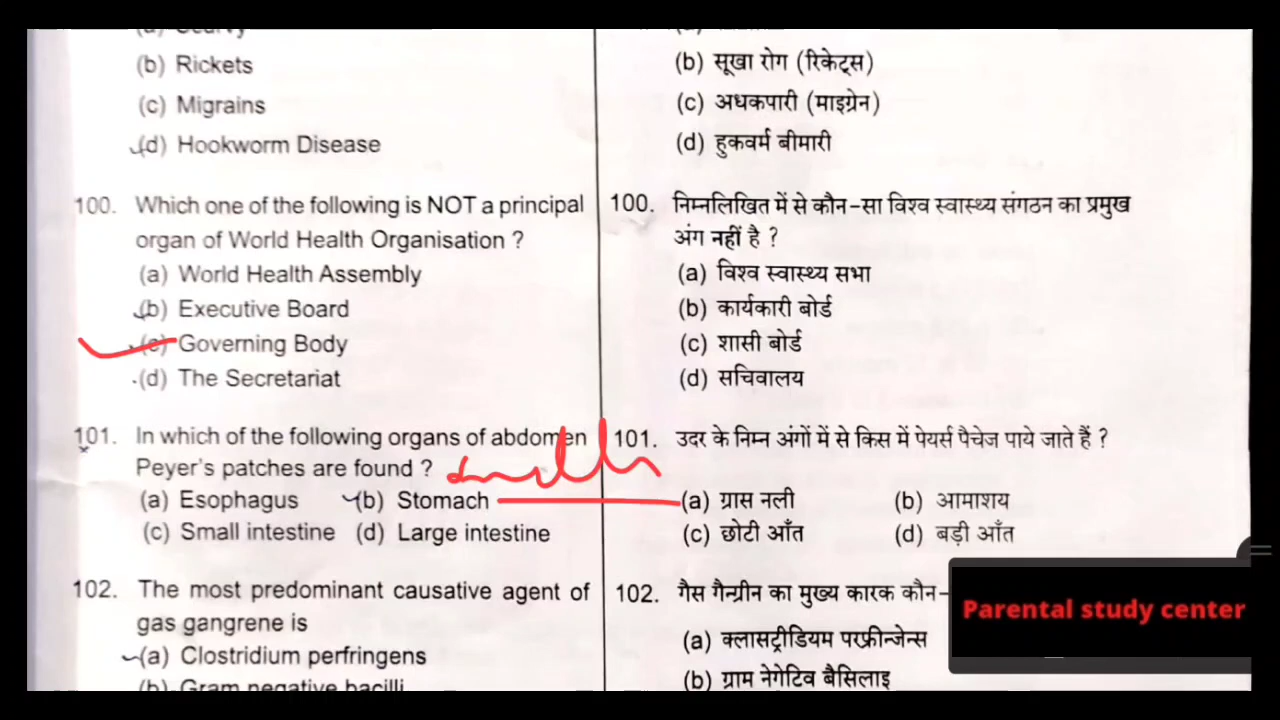 (b) Rickets
(c) Migrains
(d) Hookworm Disease
100. Which one of the following is NOT a principal
organ of World Health Organisation ?
(a) World Health Assembly
(b) Executive Board
(c) Governing Body
(d) The Secretariat
101. In which of the following organs of abdomen
Peyer's patches are found ?
(a) Esophagus (b) Stomach
(c) Small intestine (d) Large intestine
102. The most predominant causative agent of
gas gangrene is
(a) Clostridium perfringens
(b) Gram negative bacilli
(b) सूखा रोग (रिकेट्स)
(c) अधकपारी (माइग्रेन)
(d) हुकवर्म बीमारी
100. निम्नलिखित में से कौन-सा विश्व स्वास्थ्य संगठन का प्रमुख
अंग नहीं है ?
(a) विश्व स्वास्थ्य सभा
(b) कार्यकारी बोर्ड
(c) शासी बोर्ड
(d) सचिवालय
101. उदर के निम्न अंगों में से किस में पेयर्स पैचेज पाये जाते हैं ?
(a) ग्रास नली (b) आमाशय
(c) छोटी आँत (d) बड़ी आँत
102. गैस गैन्ग्रीन का मुख्य कारक कौन-
(a) क्लासट्रीडियम परफ्रीन्जेन्स
(b) ग्राम नेगेटिव बैसिलाइ
Parental study center